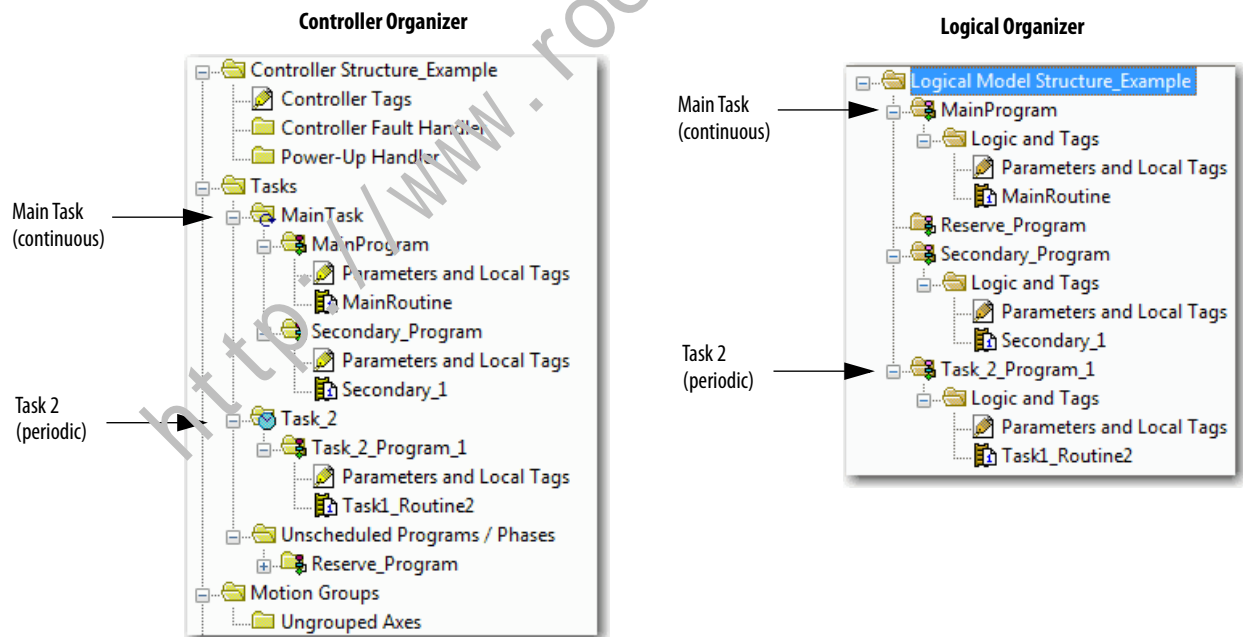 Controller Organizer
Controller Structure_Example
Controller Tags
Controller Fault Handler
Power-Up Handler
Tasks
Main Task
(continuous)
MainTask
MainProgram
Parameters and Local Tags
MainRoutine
Secondary_Program
Parameters and Local Tags
Secondary_1
Task 2
(periodic)
Task_2
Task_2_Program_1
Parameters and Local Tags
Task1_Routine2
Unscheduled Programs / Phases
Reserve_Program
Motion Groups
Ungrouped Axes
Logical Organizer
Logical Model Structure_Example
Main Task
(continuous)
MainProgram
Logic and Tags
Parameters and Local Tags
MainRoutine
Reserve_Program
Secondary_Program
Logic and Tags
Parameters and Local Tags
Secondary_1
Task 2
(periodic)
Task_2_Program_1
Logic and Tags
Parameters and Local Tags
Task1_Routine2
http://www.roc